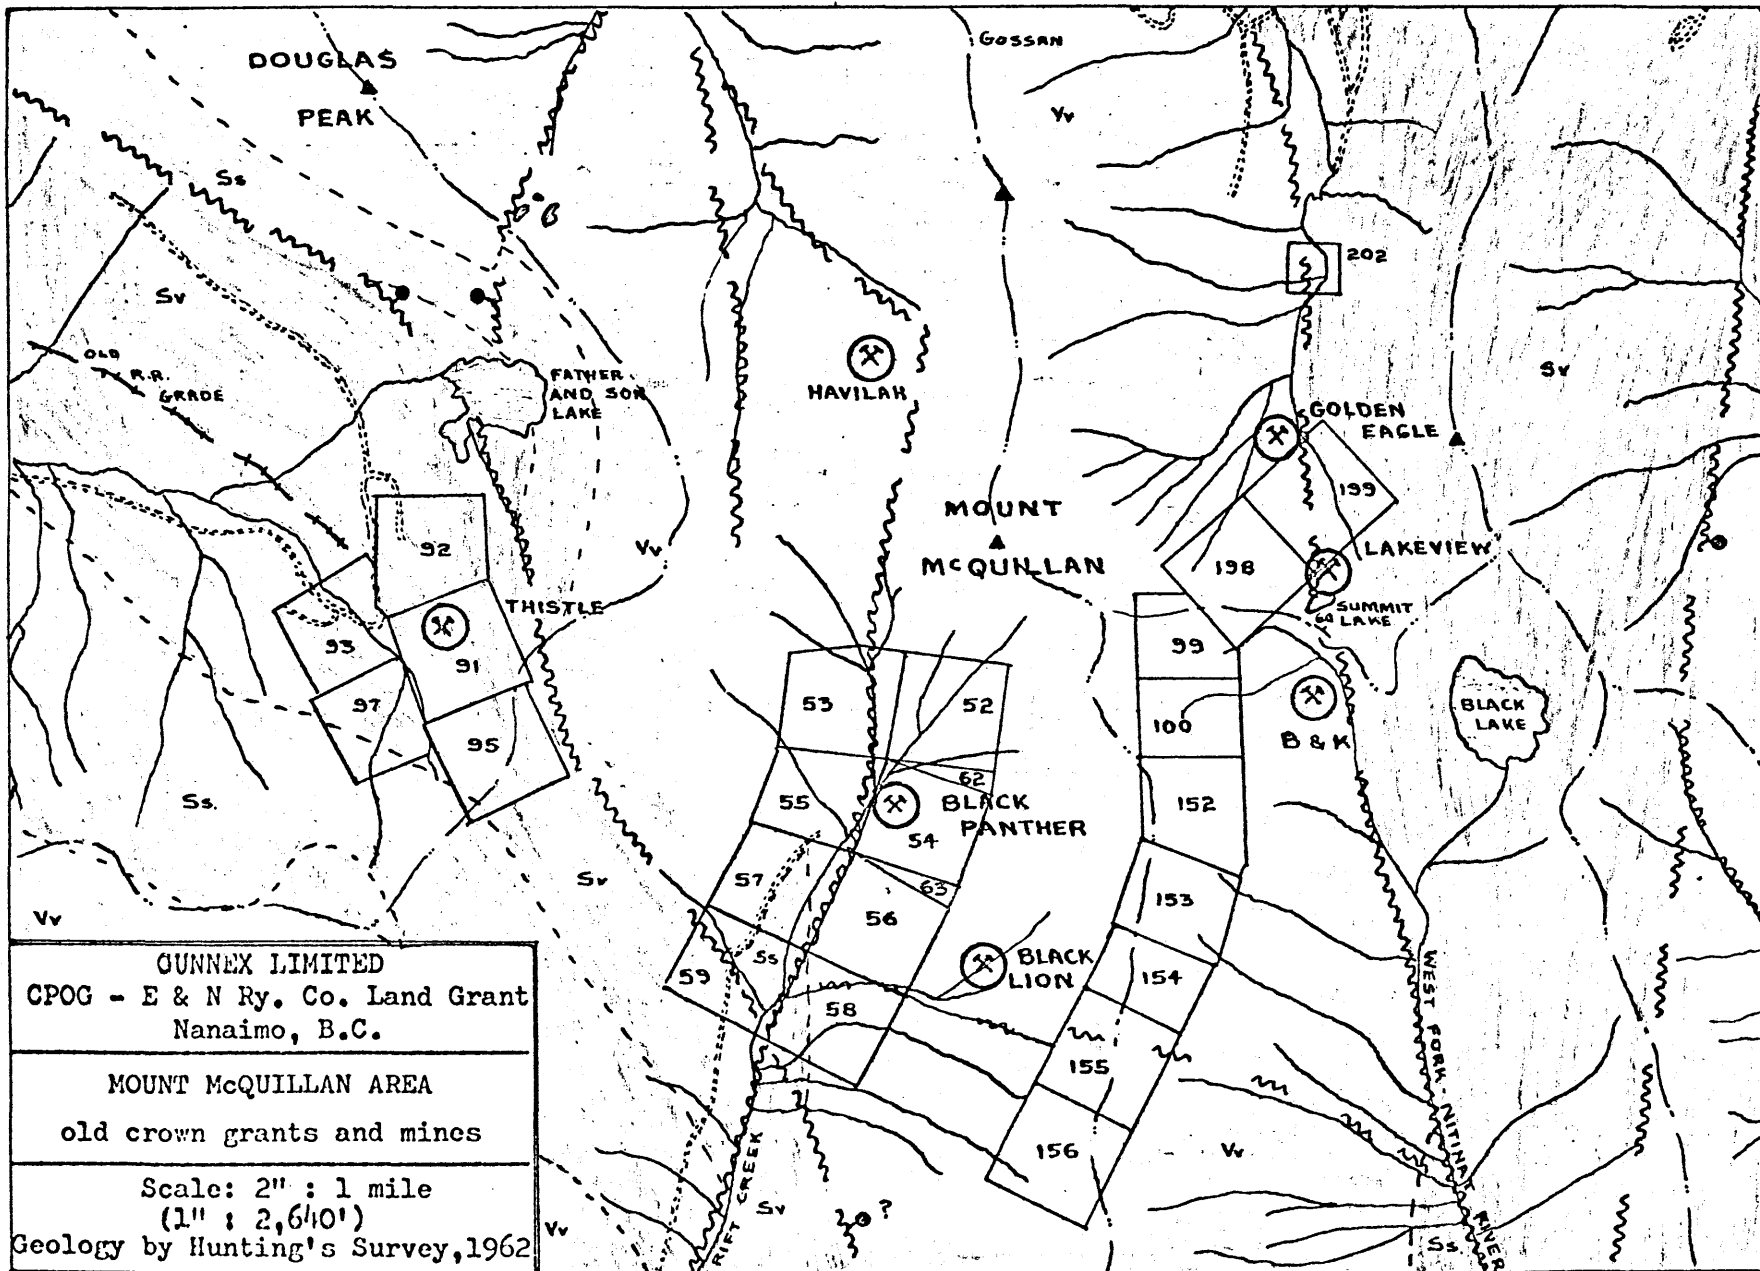 DOUGLAS
PEAK
GOSSAN
Vv
Ss
Sv
202
OLD
R.R.
GRADE
FATHER
AND SON
LAKE
HAVILAH
Sv
GOLDEN
EAGLE
199
MOUNT
McQUILLAN
92
Vv
LAKEVIEW
198
THISTLE
SUMMIT
LAKE
93
91
99
97
53
52
100
B & K
BLACK
LAKE
95
62
Ss.
55
BLACK
PANTHER
152
54
57
Sv
63
153
56
Vv
59
Ss
BLACK
LION
154
58
155
156
Vv
WEST FORK - NITINAT RIVER
RIFT CREEK
Sv
?
Vv
Ss
GUNNEX LIMITED
CPOG - E & N Ry. Co. Land Grant
Nanaimo, B.C.
MOUNT McQUILLAN AREA
old crown grants and mines
Scale: 2" : 1 mile
(1" : 2,640')
Geology by Hunting's Survey, 1962